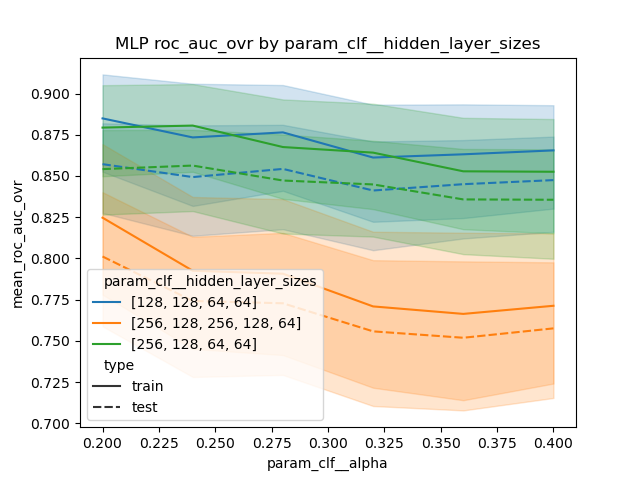 MLP roc_auc_ovr by param_clf__hidden_layer_sizes
mean_roc_auc_ovr
0.900
0.875
0.850
0.825
0.800
0.775
0.750
0.725
0.700
param_clf__hidden_layer_sizes
[128, 128, 64, 64]
[256, 128, 256, 128, 64]
[256, 128, 64, 64]
type
train
test
0.200 0.225 0.250 0.275 0.300 0.325 0.350 0.375 0.400
param_clf__alpha